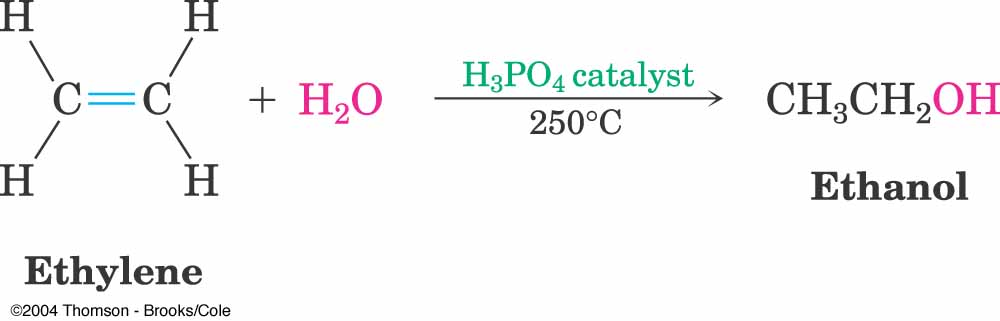 H H
C=C + H₂O H₃PO₄ catalyst 250°C CH₃CH₂OH
H H
Ethanol
Ethylene
©2004 Thomson - Brooks/Cole